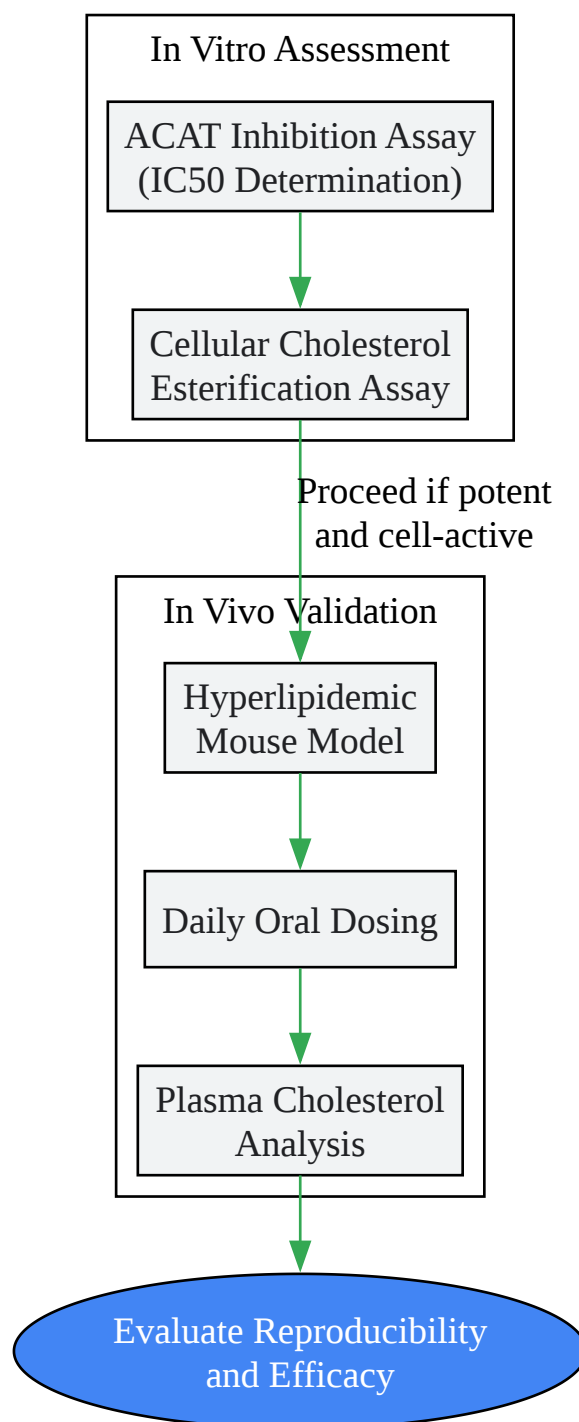 In Vitro Assessment
ACAT Inhibition Assay
(IC50 Determination)
Cellular Cholesterol
Esterification Assay
Proceed if potent
and cell-active
In Vivo Validation
Hyperlipidemic
Mouse Model
Daily Oral Dosing
Plasma Cholesterol
Analysis
Evaluate Reproducibility
and Efficacy